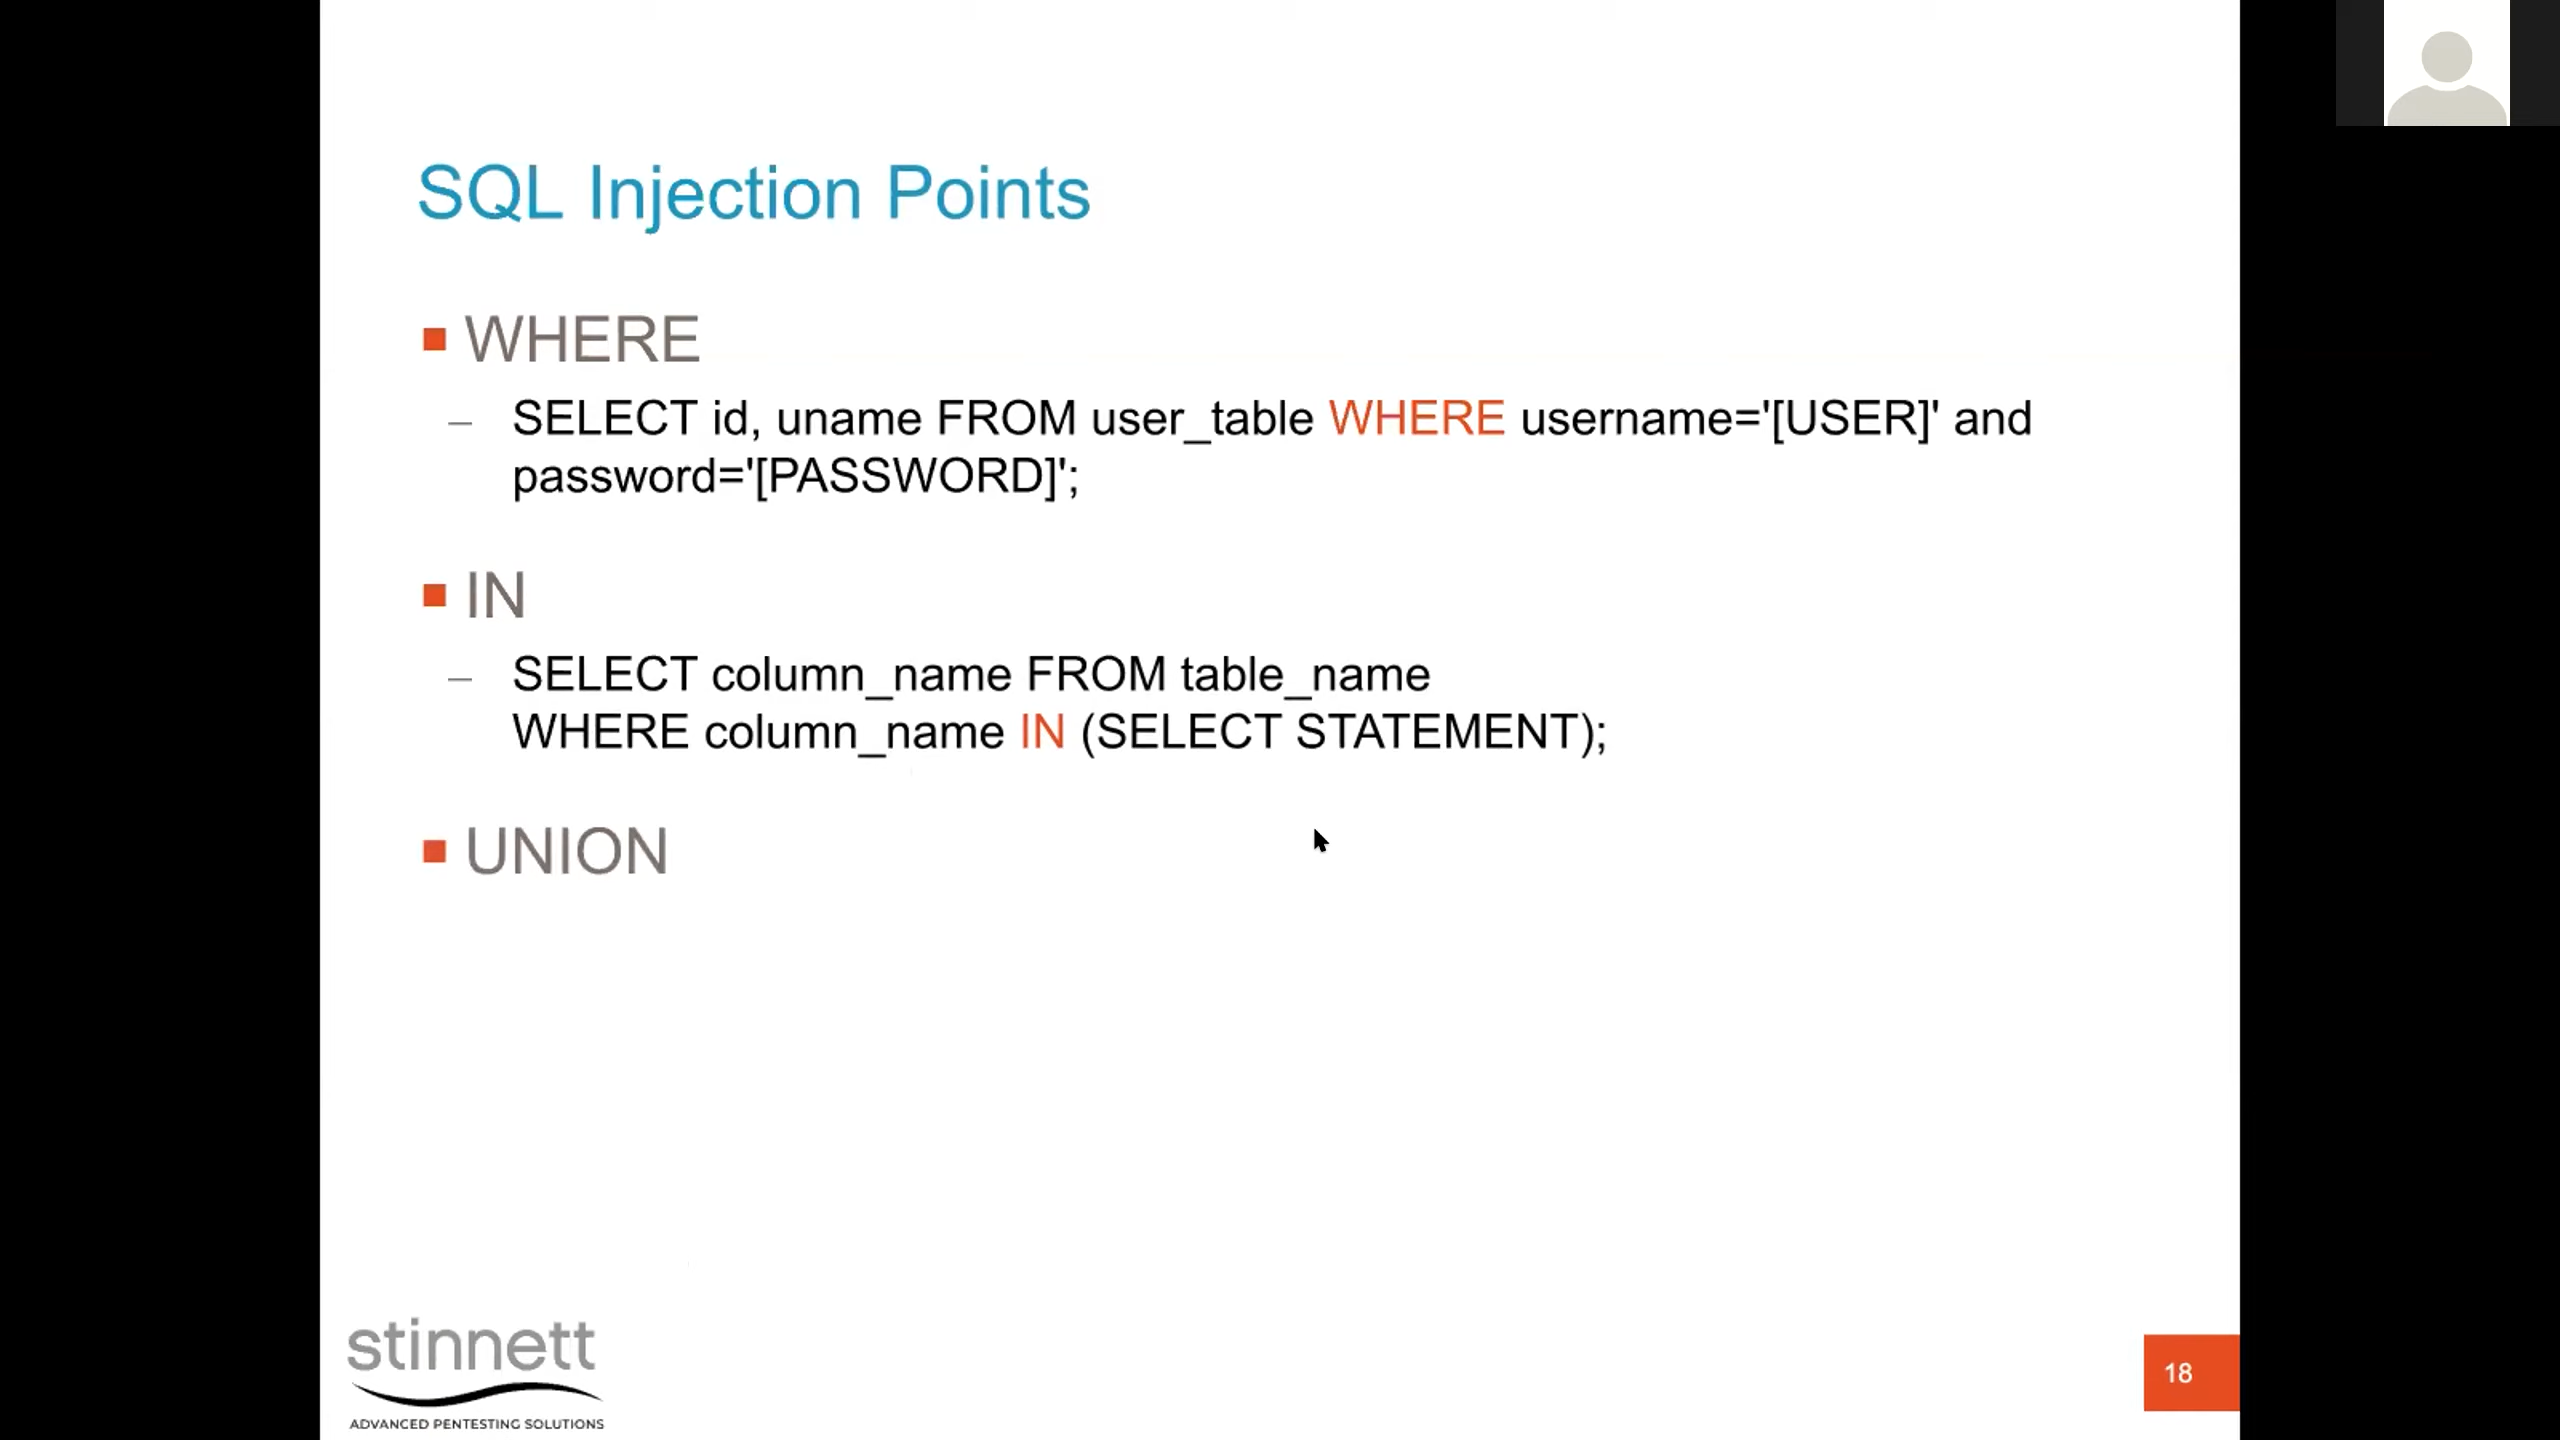 SQL Injection Points
WHERE
– SELECT id, uname FROM user_table WHERE username='[USER]' and
password='[PASSWORD]';
IN
– SELECT column_name FROM table_name
WHERE column_name IN (SELECT STATEMENT);
UNION
stinnett
ADVANCED PENTESTING SOLUTIONS
18